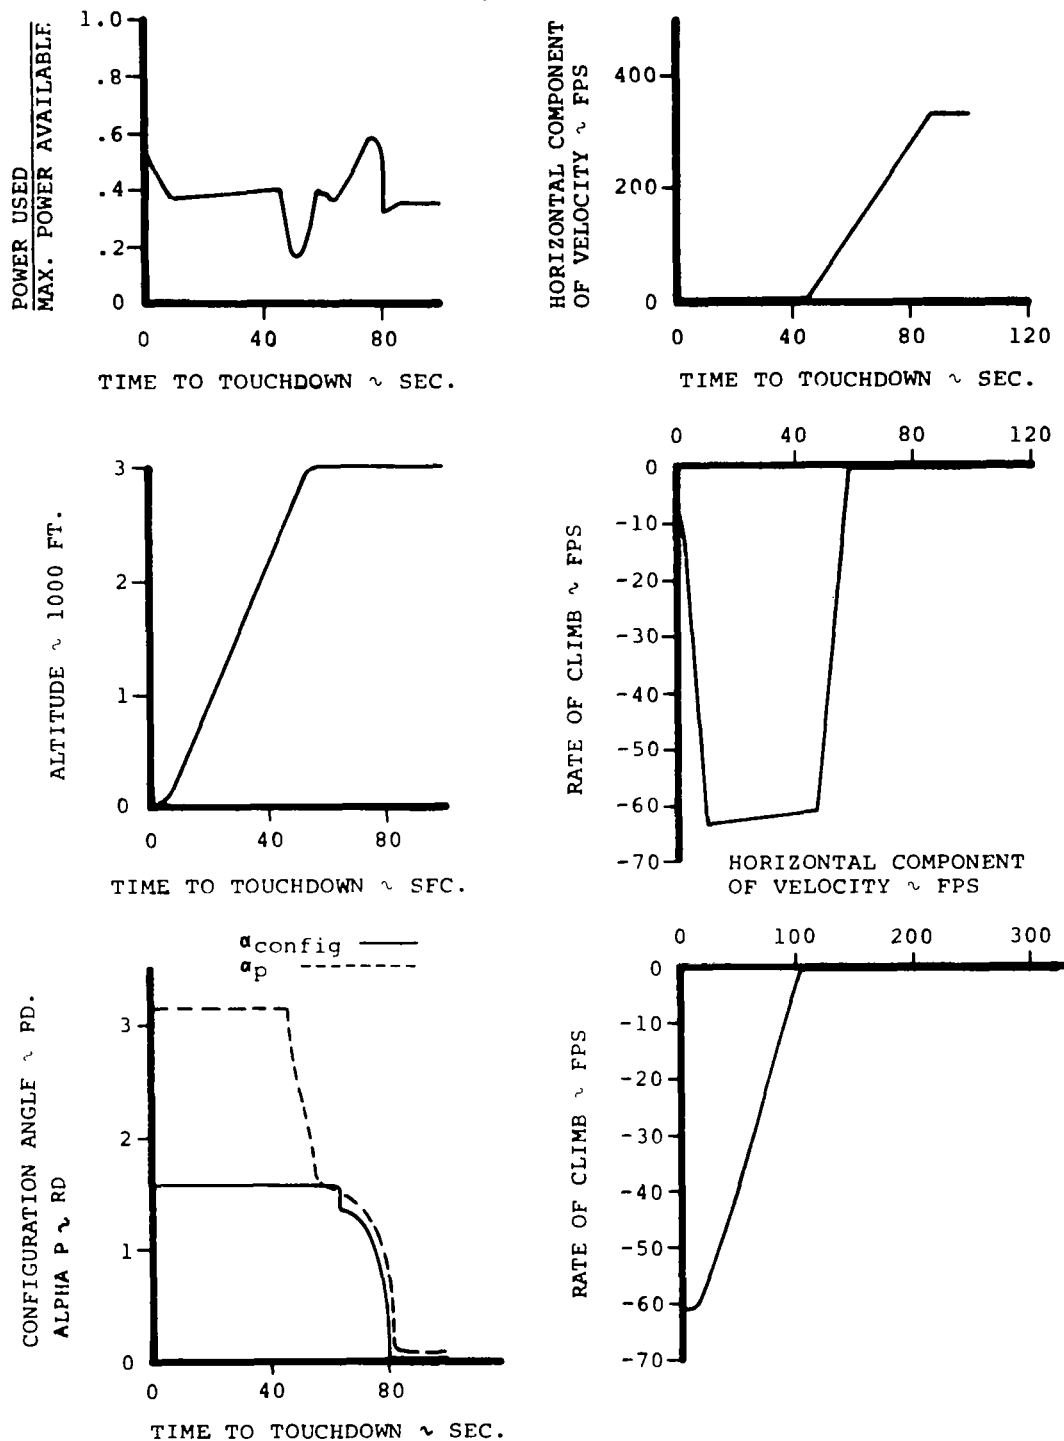 POWER USED
MAX. POWER AVAILABLE
1.0
.8
.6
.4
.2
0
0 40 80
TIME TO TOUCHDOWN ~ SEC.
HORIZONTAL COMPONENT
OF VELOCITY ~ FPS
400
200
0
0 40 80 120
TIME TO TOUCHDOWN ~ SEC.
ALTITUDE ~ 1000 FT.
3
2
1
0
0 40 80
TIME TO TOUCHDOWN ~ SFC.
0 40 80 120
RATE OF CLIMB ~ FPS
0
-10
-20
-30
-40
-50
-60
-70
HORIZONTAL COMPONENT
OF VELOCITY ~ FPS
αconfig
αp
CONFIGURATION ANGLE ~ RD.
ALPHA P ~ RD
3
2
1
0
0 40 80
TIME TO TOUCHDOWN ~ SEC.
0 100 200 300
RATE OF CLIMB ~ FPS
0
-10
-20
-30
-40
-50
-60
-70